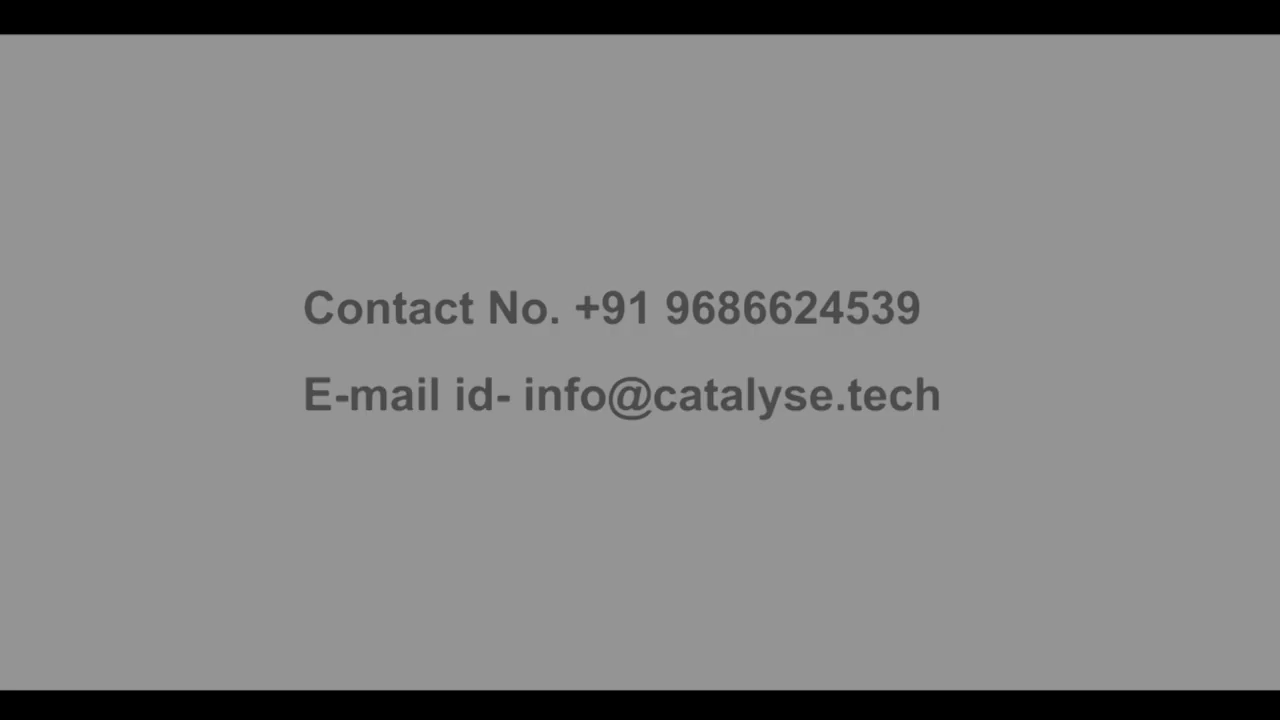 Contact No. +91 9686624539
E-mail id- info@catalyse.tech